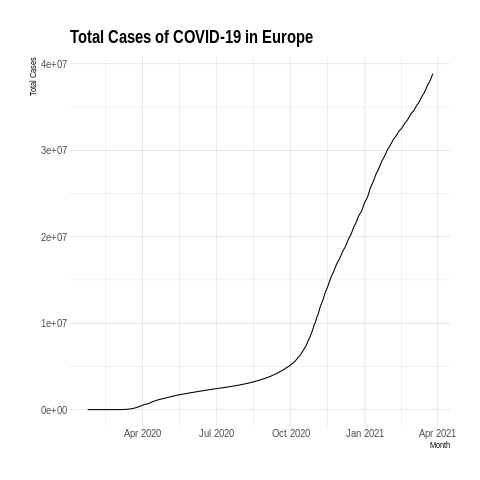 Total Cases of COVID-19 in Europe
Total Cases
4e+07
3e+07
2e+07
1e+07
0e+00
Apr 2020 Jul 2020 Oct 2020 Jan 2021 Apr 2021
Month